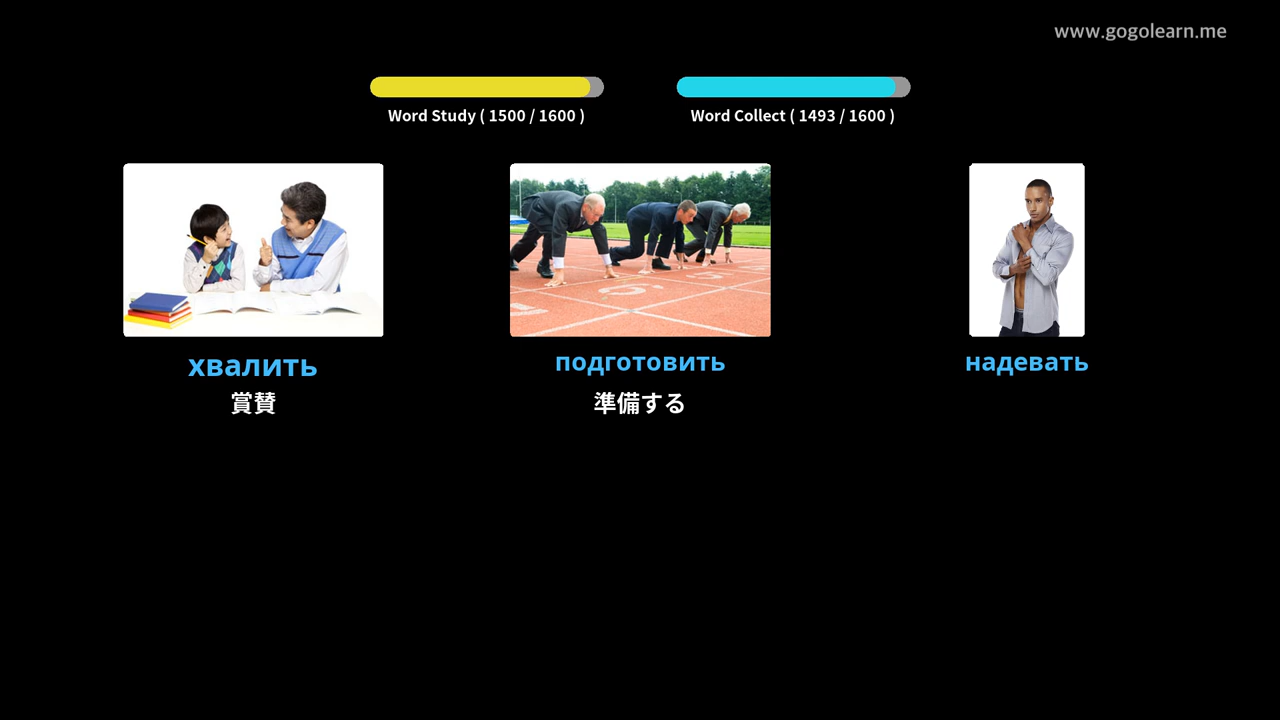 www.gogolearn.me
Word Study ( 1500 / 1600 )
Word Collect ( 1493 / 1600 )
хвалить
подготовить
надевать
賞賛
準備する